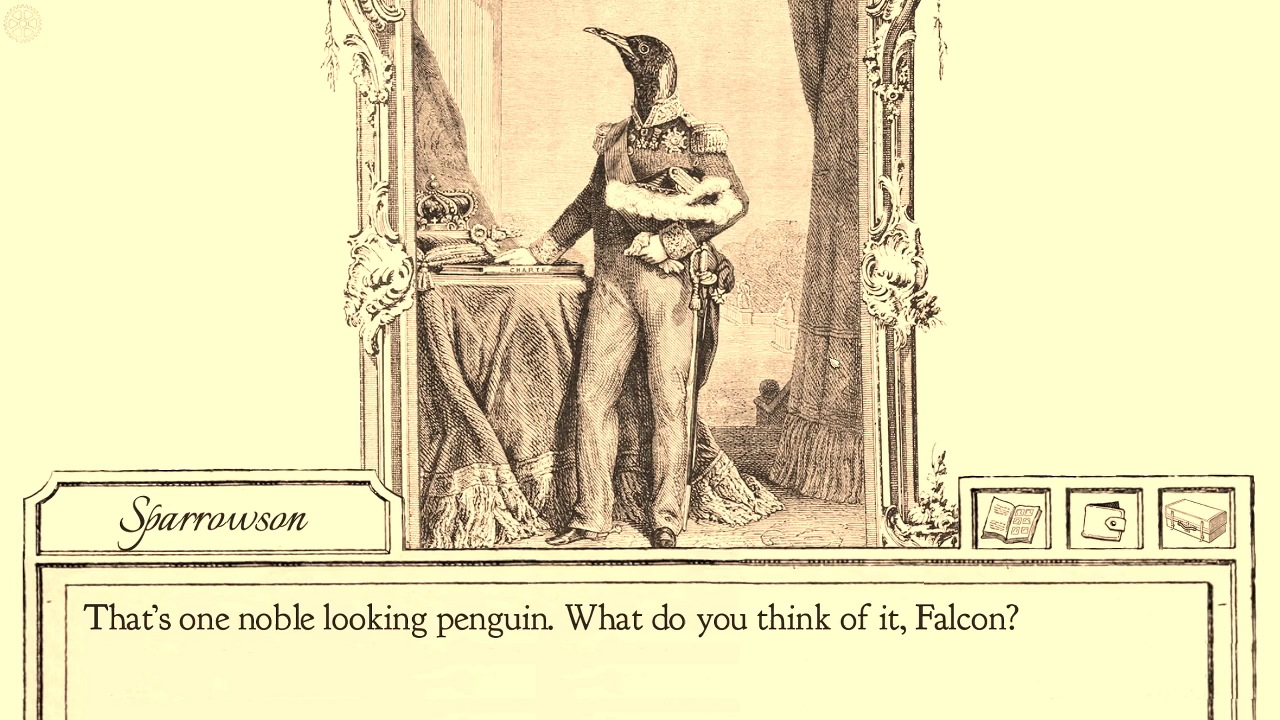 CHARTE
Sparrowson
That's one noble looking penguin. What do you think of it, Falcon?